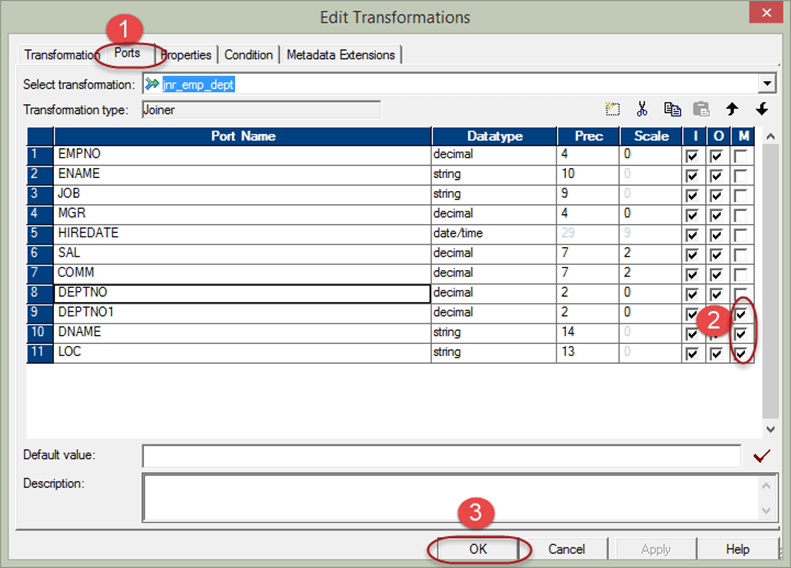 Edit Transformations
1
Transformation Ports Properties Condition Metadata Extensions
Select transformation: jnr_emp_dept
Transformation type: Joiner
Port Name Datatype Prec Scale I O M
1 EMPNO decimal 4 0
2 ENAME string 10 0
3 JOB string 9 0
4 MGR decimal 4 0
5 HIREDATE date/time 29 9
6 SAL decimal 7 2
7 COMM decimal 7 2
8 DEPTNO decimal 2 0
9 DEPTNO1 decimal 2 0
2
10 DNAME string 14 0
11 LOC string 13 0
Default value:
Description:
3
OK Cancel Apply Help